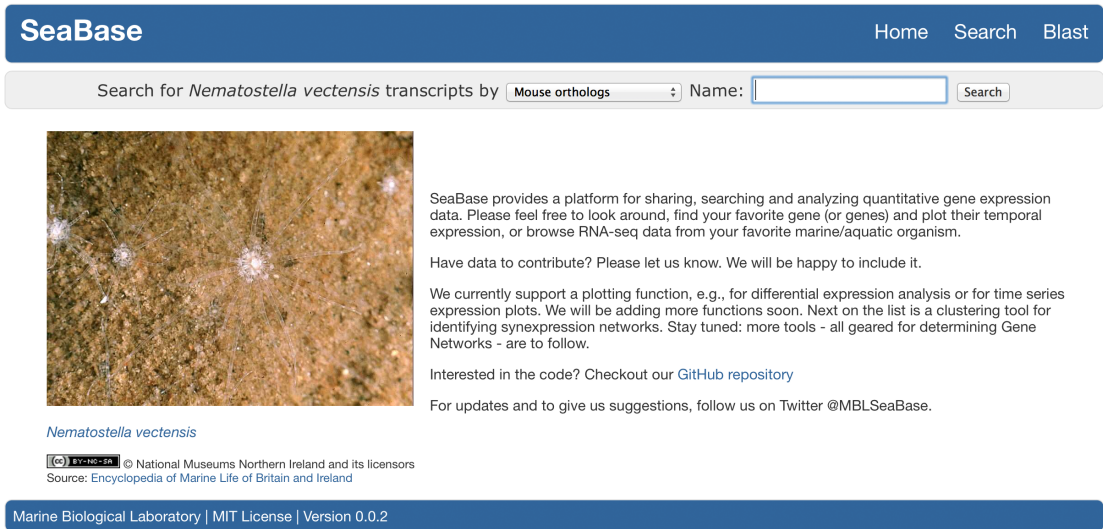 SeaBase
Home Search Blast
Search for Nematostella vectensis transcripts by Mouse orthologs Name: Search
SeaBase provides a platform for sharing, searching and analyzing quantitative gene expression
data. Please feel free to look around, find your favorite gene (or genes) and plot their temporal
expression, or browse RNA-seq data from your favorite marine/aquatic organism.
Have data to contribute? Please let us know. We will be happy to include it.
We currently support a plotting function, e.g., for differential expression analysis or for time series
expression plots. We will be adding more functions soon. Next on the list is a clustering tool for
identifying synexpression networks. Stay tuned: more tools - all geared for determining Gene
Networks - are to follow.
Interested in the code? Checkout our GitHub repository
For updates and to give us suggestions, follow us on Twitter @MBLSeaBase.
Nematostella vectensis
(cc) BY-NC-SA © National Museums Northern Ireland and its licensors
Source: Encyclopedia of Marine Life of Britain and Ireland
Marine Biological Laboratory | MIT License | Version 0.0.2